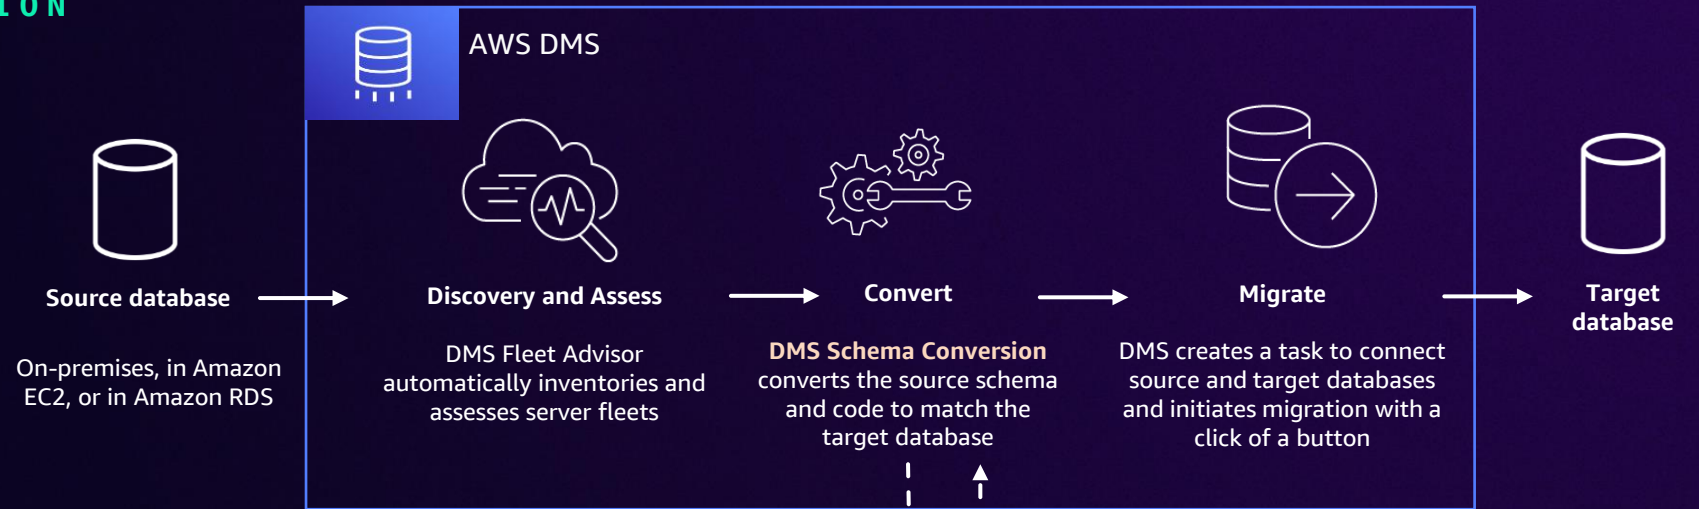 ION
AWS DMS
Source database
On-premises, in Amazon
EC2, or in Amazon RDS
Discovery and Assess
DMS Fleet Advisor
automatically inventories and
assesses server fleets
Convert
DMS Schema Conversion
converts the source schema
and code to match the
target database
Migrate
DMS creates a task to connect
source and target databases
and initiates migration with a
click of a button
Target
database